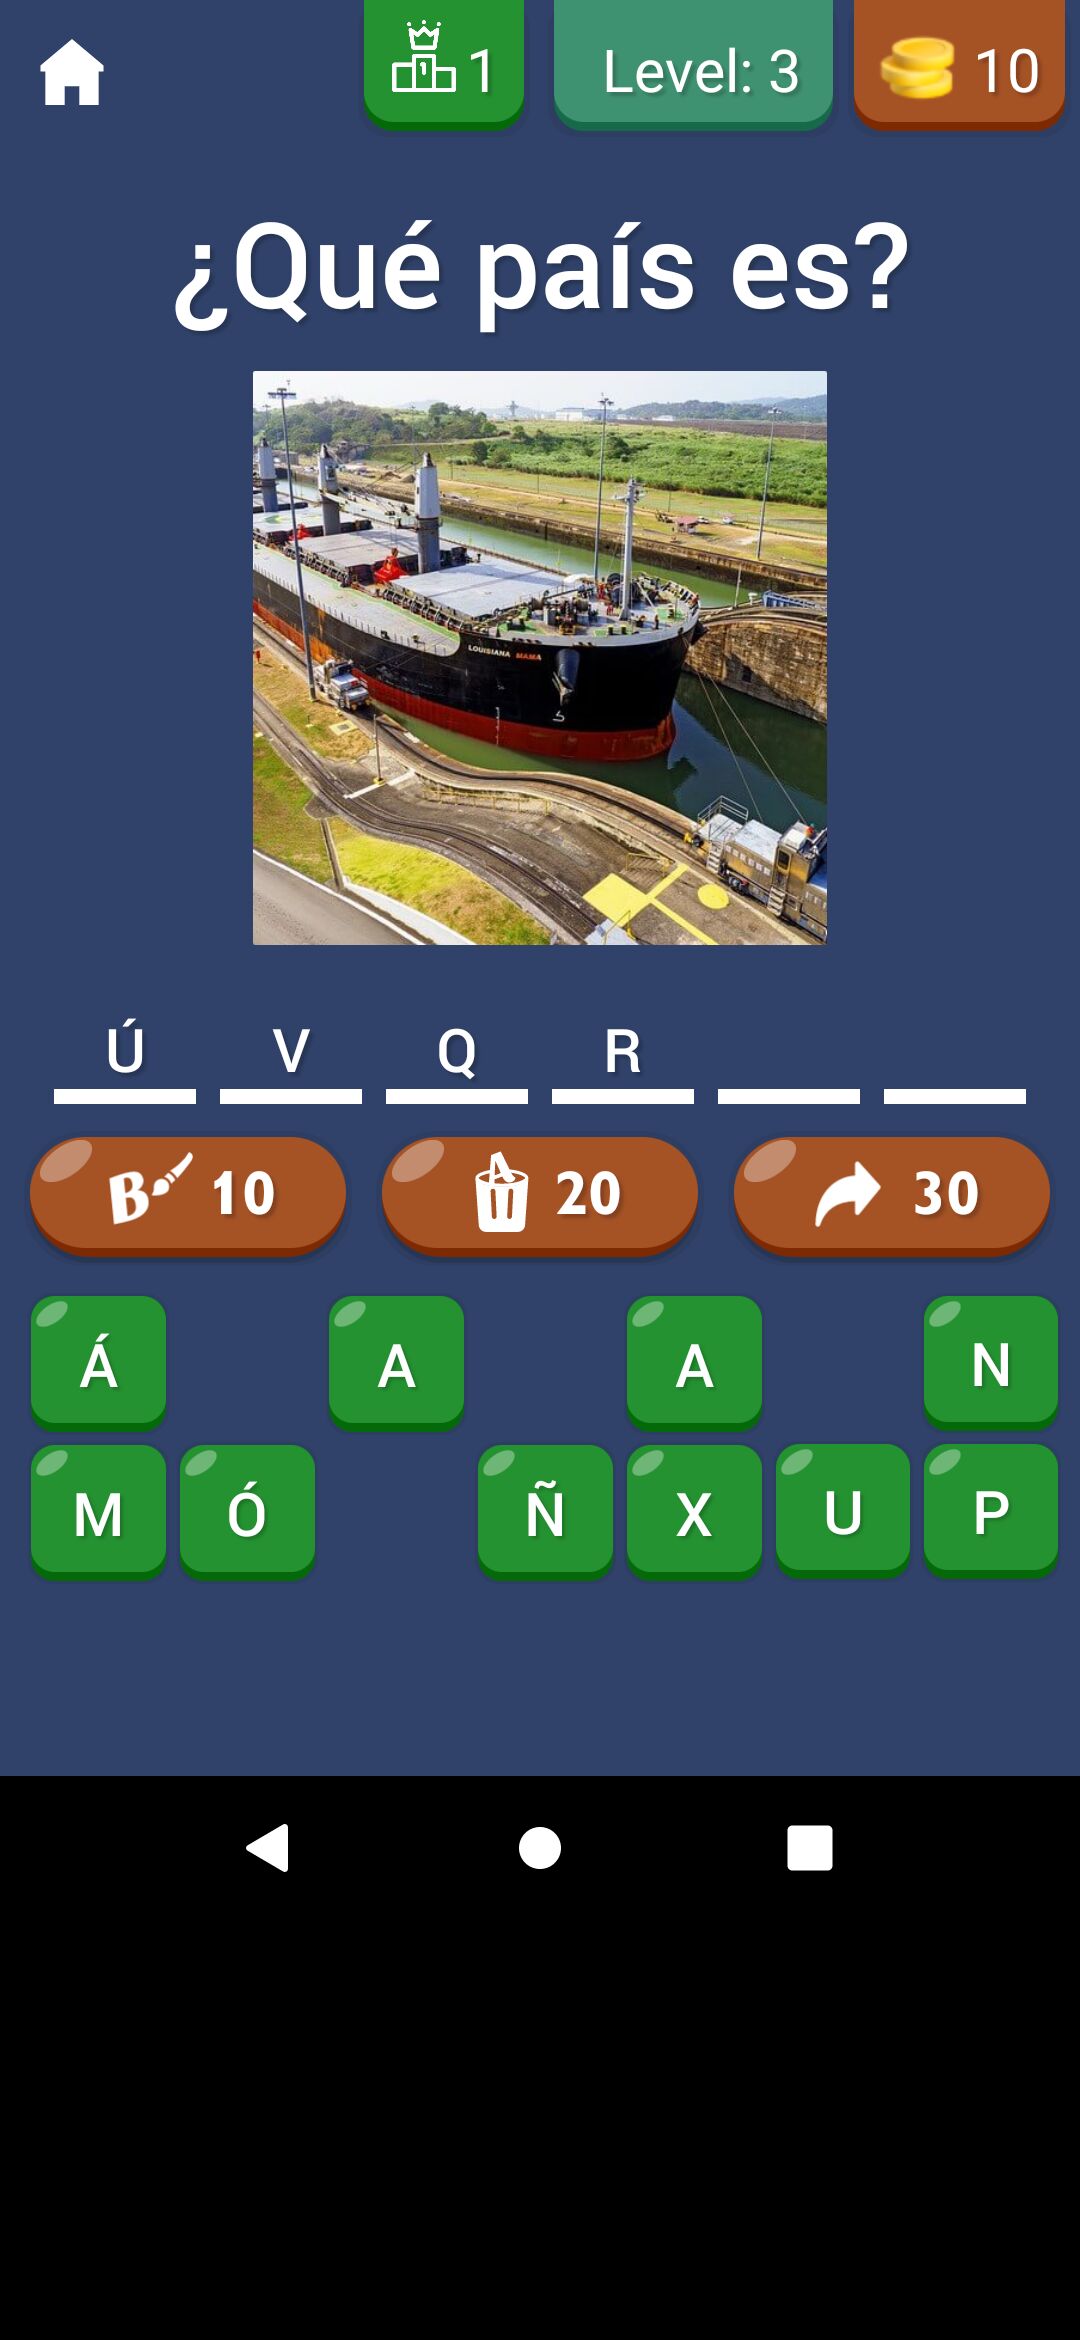 1
Level: 3
10
¿Qué país es?
LOUISIANA MAMA
Ú V Q R
10
20
30
Á A A N
M Ó Ñ X U P